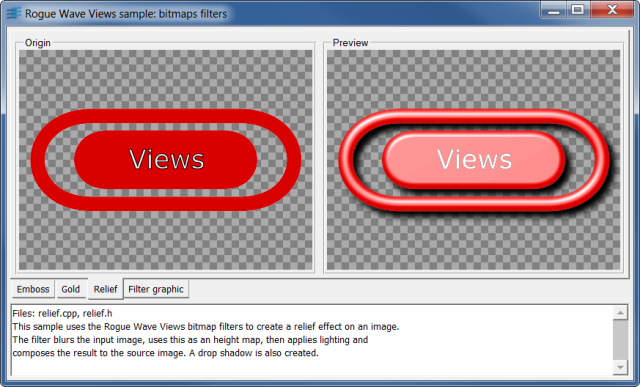 Rogue Wave Views sample: bitmaps filters
Origin
Preview
Views
Views
Emboss Gold Relief Filter graphic
Files: relief.cpp, relief.h
This sample uses the Rogue Wave Views bitmap filters to create a relief effect on an image.
The filter blurs the input image, uses this as an height map, then applies lighting and
composes the result to the source image. A drop shadow is also created.